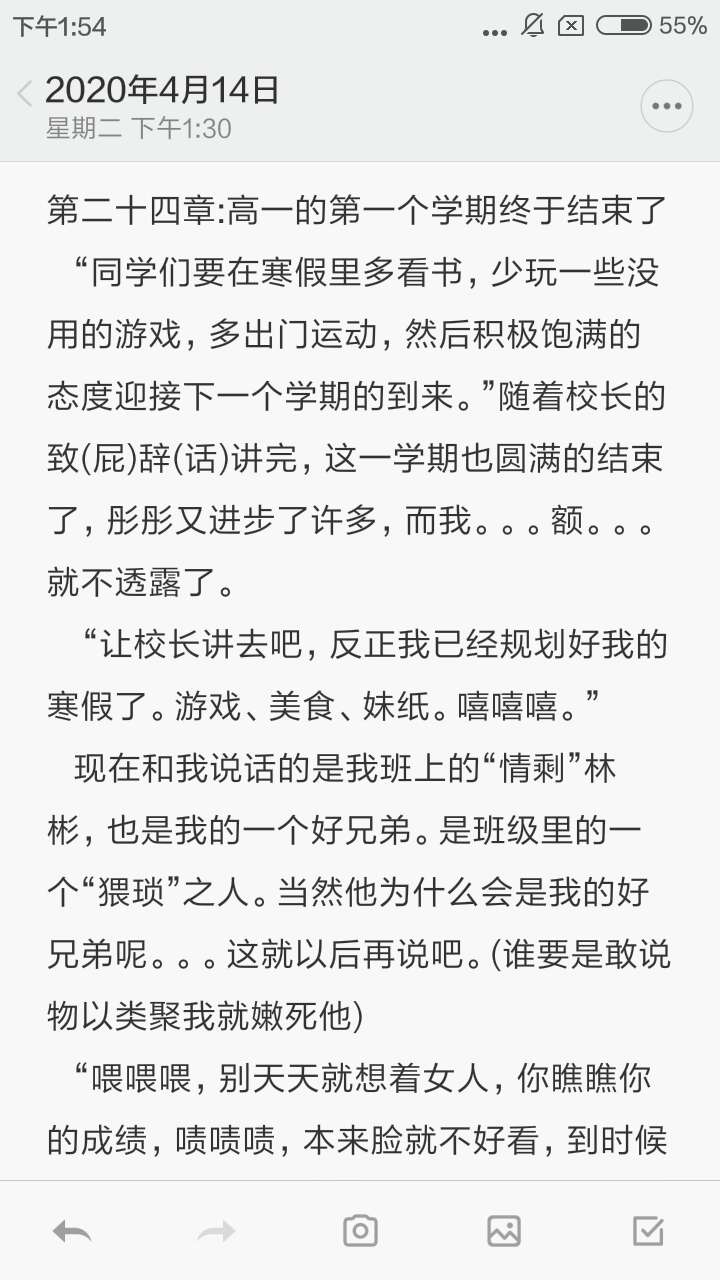 下午1:54
55%
2020年4月14日
星期二 下午1:30
第二十四章:高一的第一个学期终于结束了
“同学们要在寒假里多看书，少玩一些没
用的游戏，多出门运动，然后积极饱满的
态度迎接下一个学期的到来。”随着校长的
致(屁)辞(话)讲完，这一学期也圆满的结束
了，彤彤又进步了许多，而我。。。额。。。
就不透露了。
“让校长讲去吧，反正我已经规划好我的
寒假了。游戏、美食、妹纸。嘻嘻嘻。”
现在和我说话的是我班上的“情剩”林
彬，也是我的一个好兄弟。是班级里的一
个“猥琐”之人。当然他为什么会是我的好
兄弟呢。。。这就以后再说吧。(谁要是敢说
物以类聚我就嫩死他)
“喂喂喂，别天天就想着女人，你瞧瞧你
的成绩，啧啧啧，本来脸就不好看，到时候